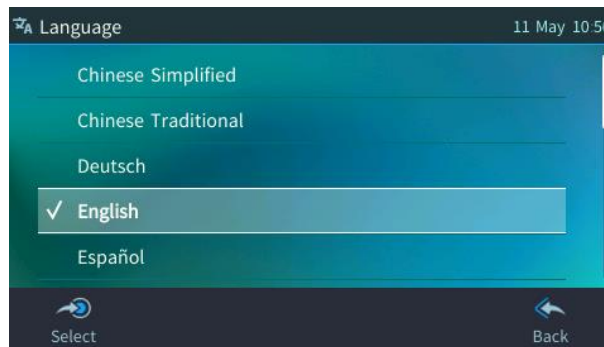 Language 11 May 10:5
Chinese Simplified
Chinese Traditional
Deutsch
✓ English
Español
Select Back